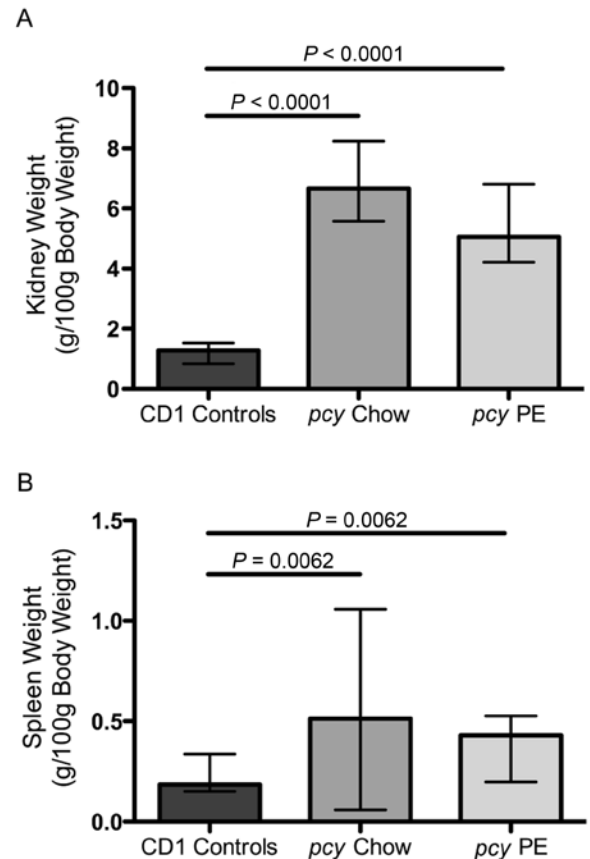 A
P < 0.0001
P < 0.0001
Kidney Weight
(g/100g Body Weight)
10
8
6
4
2
0
CD1 Controls pcy Chow pcy PE
B
P = 0.0062
P = 0.0062
Spleen Weight
(g/100g Body Weight)
1.5
1.0
0.5
0.0
CD1 Controls pcy Chow pcy PE